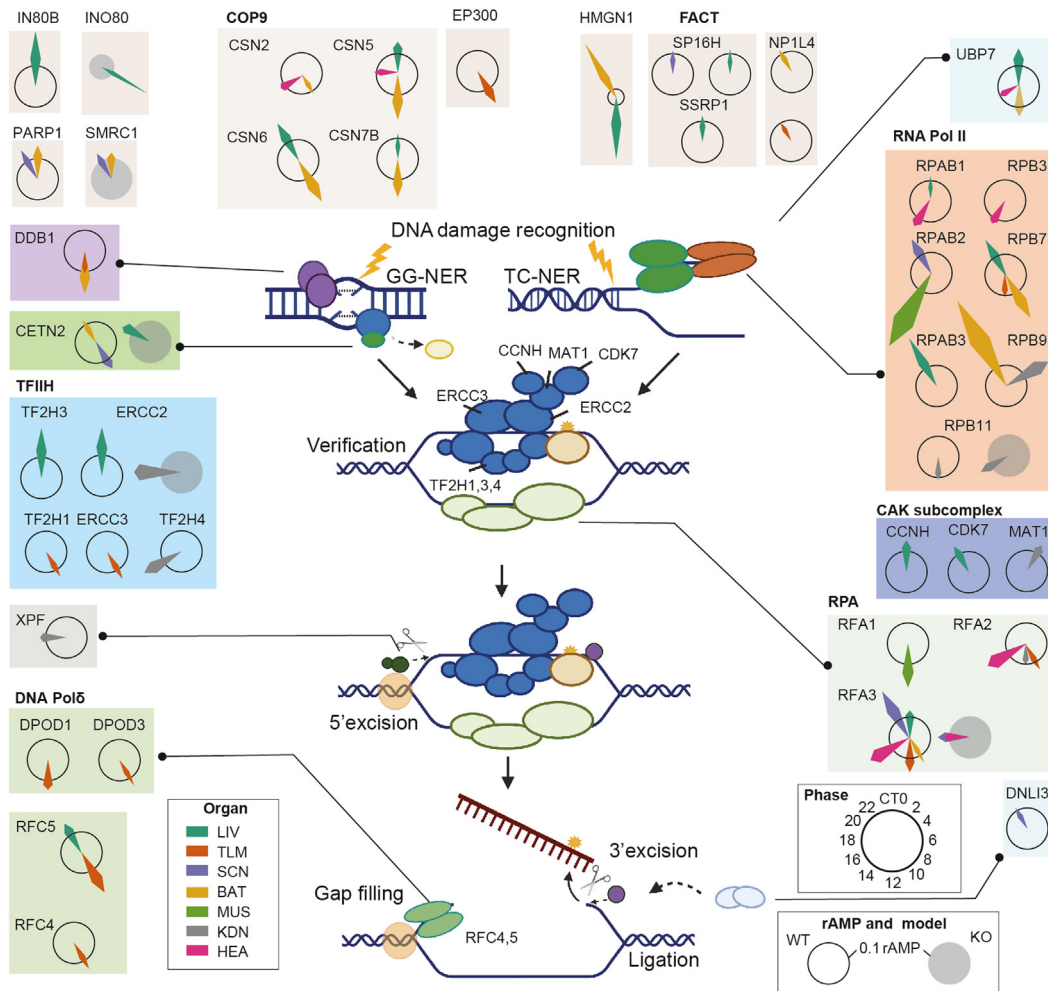 IN80B
INO80
COP9
EP300
HMGN1
FACT
CSN2
CSN5
SP16H
NP1L4
UBP7
SSRP1
PARP1
SMRC1
CSN6
CSN7B
RNA Pol II
RPAB1
RPB3
DDB1
DNA damage recognition
GG-NER
TC-NER
RPAB2
RPB7
CETN2
RPAB3
RPB9
CCNH
MAT1
CDK7
ERCC3
ERCC2
TFIIH
TF2H3
ERCC2
Verification
TF2H1,3,4
RPB11
TF2H1
ERCC3
TF2H4
CAK subcomplex
CCNH
CDK7
MAT1
RPA
RFA1
RFA2
XPF
RFA3
5'excision
DNA Polδ
DPOD1
DPOD3
Phase
CT0
22
2
20
4
18
6
16
8
14
10
12
DNLI3
Organ
LIV
TLM
SCN
BAT
MUS
KDN
HEA
RFC5
RFC4
3'excision
Gap filling
RFC4,5
Ligation
rAMP and model
WT
0.1 rAMP
KO